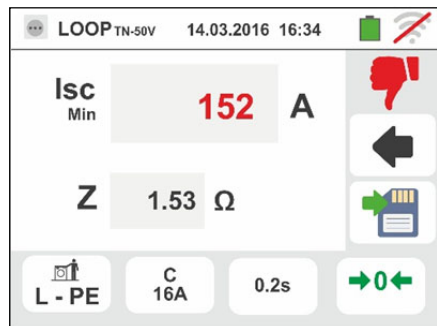 LOOP TN-50V 14.03.2016 16:34
Isc
Min
152 A
Z 1.53 Ω
L - PE
C
16A
0.2s
0